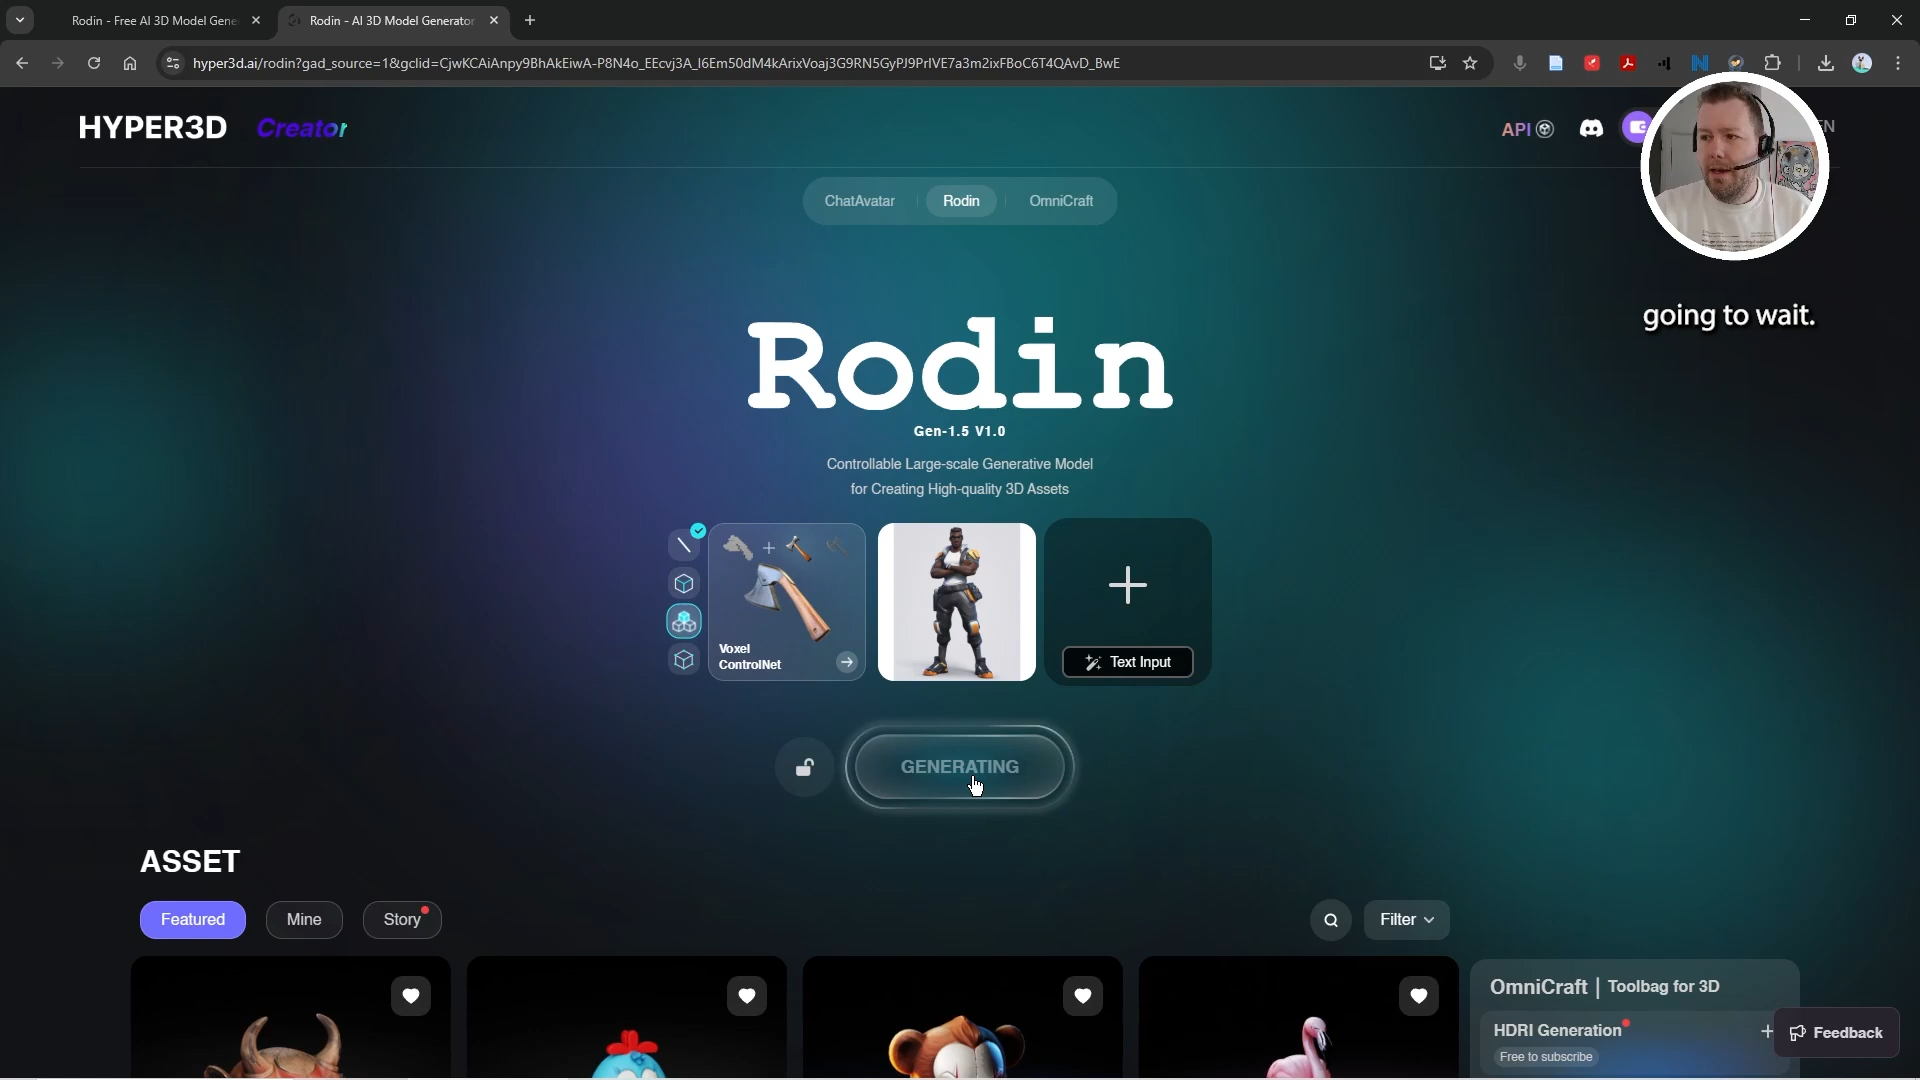 Rodin - Free AI 3D Model Gene
Rodin - AI 3D Model Generator
hyper3d.ai/rodin?gad_source=1&gclid=CjwKCAiAnpy9BhAkEiwA-P8N4o_EEcvj3A_I6Em50dM4kArixVoaj3G9RN5GyPJ9PrIVE7a3m2ixFBoC6T4QAvD_BwE
HYPER3D Creator
API
EN
ChatAvatar
Rodin
OmniCraft
going to wait.
Rodin
Gen-1.5 V1.0
Controllable Large-scale Generative Model
for Creating High-quality 3D Assets
Voxel
ControlNet
Text Input
GENERATING
ASSET
Featured
Mine
Story
Filter
OmniCraft | Toolbag for 3D
HDRI Generation
Free to subscribe
Feedback